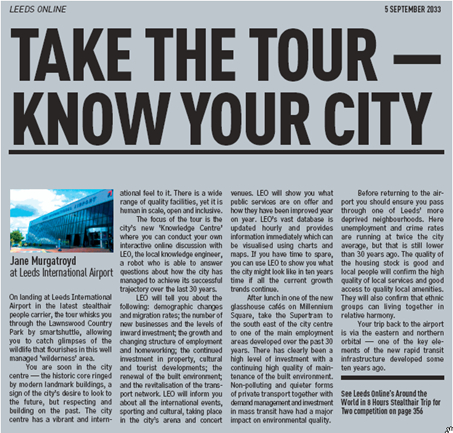 LEEDS ONLINE
5 SEPTEMBER 2033
TAKE THE TOUR —
KNOW YOUR CITY
Jane Murgatroyd
at Leeds International Airport
On landing at Leeds International
Airport in the latest stealthair
people carrier, the tour whisks you
through the Lawnswood Country
Park by smartshuttle, allowing
you to catch glimpses of the
wildlife that flourishes in this well
managed 'wilderness' area.
You are soon in the city
centre — the historic core ringed
by modern landmark buildings, a
sign of the city's desire to look to
the future, but respecting and
building on the past. The city
centre has a vibrant and intern-
ational feel to it. There is a wide
range of quality facilities, yet it is
human in scale, open and inclusive.
The focus of the tour is the
city's new 'Knowledge Centre'
where you can conduct your own
interactive online discussion with
LEO, the local knowledge engineer,
a robot who is able to answer
questions about how the city has
managed to achieve its successful
trajectory over the last 30 years.
LEO will tell you about the
following: demographic changes
and migration rates; the number of
new businesses and the levels of
inward investment; the growth and
changing structure of employment
and homeworking; the continued
investment in property, cultural
and tourist developments; the
renewal of the built environment;
and the revitalisation of the trans-
port network. LEO will inform you
about all the international events,
sporting and cultural, taking place
in the city's arena and concert
venues. LEO will show you what
public services are on offer and
how they have been improved year
on year. LEO's vast database is
updated hourly and provides
information immediately which can
be visualised using charts and
maps. If you have time to spare,
you can use LEO to show you what
the city might look like in ten years
time if all the current growth
trends continue.
After lunch in one of the new
glasshouse cafés on Millennium
Square, take the Supertram to
the south east of the city centre
to one of the main employment
areas developed over the past 30
years. There has clearly been a
high level of investment with a
continuing high quality of main-
tenance of the built environment.
Non-polluting and quieter forms
of private transport together with
demand management and investment
in mass transit have had a major
impact on environmental quality.
Before returning to the air-
port you should ensure you pass
through one of Leeds' more
deprived neighbourhoods. Here
unemployment and crime rates
are running at twice the city
average, but that is still lower
than 30 years ago. The quality of
the housing stock is good and
local people will confirm the high
quality of local services and good
access to quality local amenities.
They will also confirm that ethnic
groups can living together in
relative harmony.
Your trip back to the airport
is via the eastern and northern
orbital — one of the key ele-
ments of the new rapid transit
infrastructure developed some
ten years ago.
See Leeds Online's Around the
World in 8 Hours Stealthair Trip for
Two competition on page 356